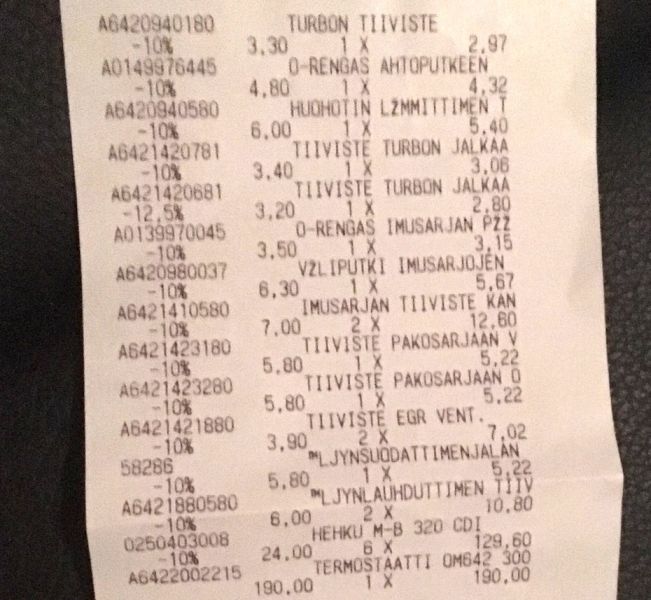 A6420940180 TURBON TIIVISTE
-10% 3,30 1 X 2,97
A0149976445 O-RENGAS AHTOPUTKEEN
-10% 4,80 1 X 4,32
A6420940580 HUOHOTIN LŽMMITTIMEN T
-10% 6,00 1 X 5,40
A6421420781 TIIVISTE TURBON JALKAA
-10% 3,40 1 X 3,06
A6421420681 TIIVISTE TURBON JALKAA
-12,5% 3,20 1 X 2,80
A0139970045 O-RENGAS IMUSARJAN PŽŽ
-10% 3,50 1 X 3,15
A6420980037 VŽLIPUTKI IMUSARJOJEN
-10% 6,30 1 X 5,67
A6421410580 IMUSARJAN TIIVISTE KAN
-10% 7,00 2 X 12,60
A6421423180 TIIVISTE PAKOSARJAAN V
-10% 5,80 1 X 5,22
A6421423280 TIIVISTE PAKOSARJAAN O
-10% 5,80 1 X 5,22
A6421421880 TIIVISTE EGR VENT.
-10% 3,90 2 X 7,02
58286 ™LJYNSUODATTIMENJALAN
-10% 5,80 1 X 5,22
A6421880580 ™LJYNLAUHDUTTIMEN TIIV
-10% 6,00 2 X 10,80
0250403008 HEHKU M-B 320 CDI
-10% 24,00 6 X 129,60
A6422002215 TERMOSTAATTI OM642 300
190,00 1 X 190,00